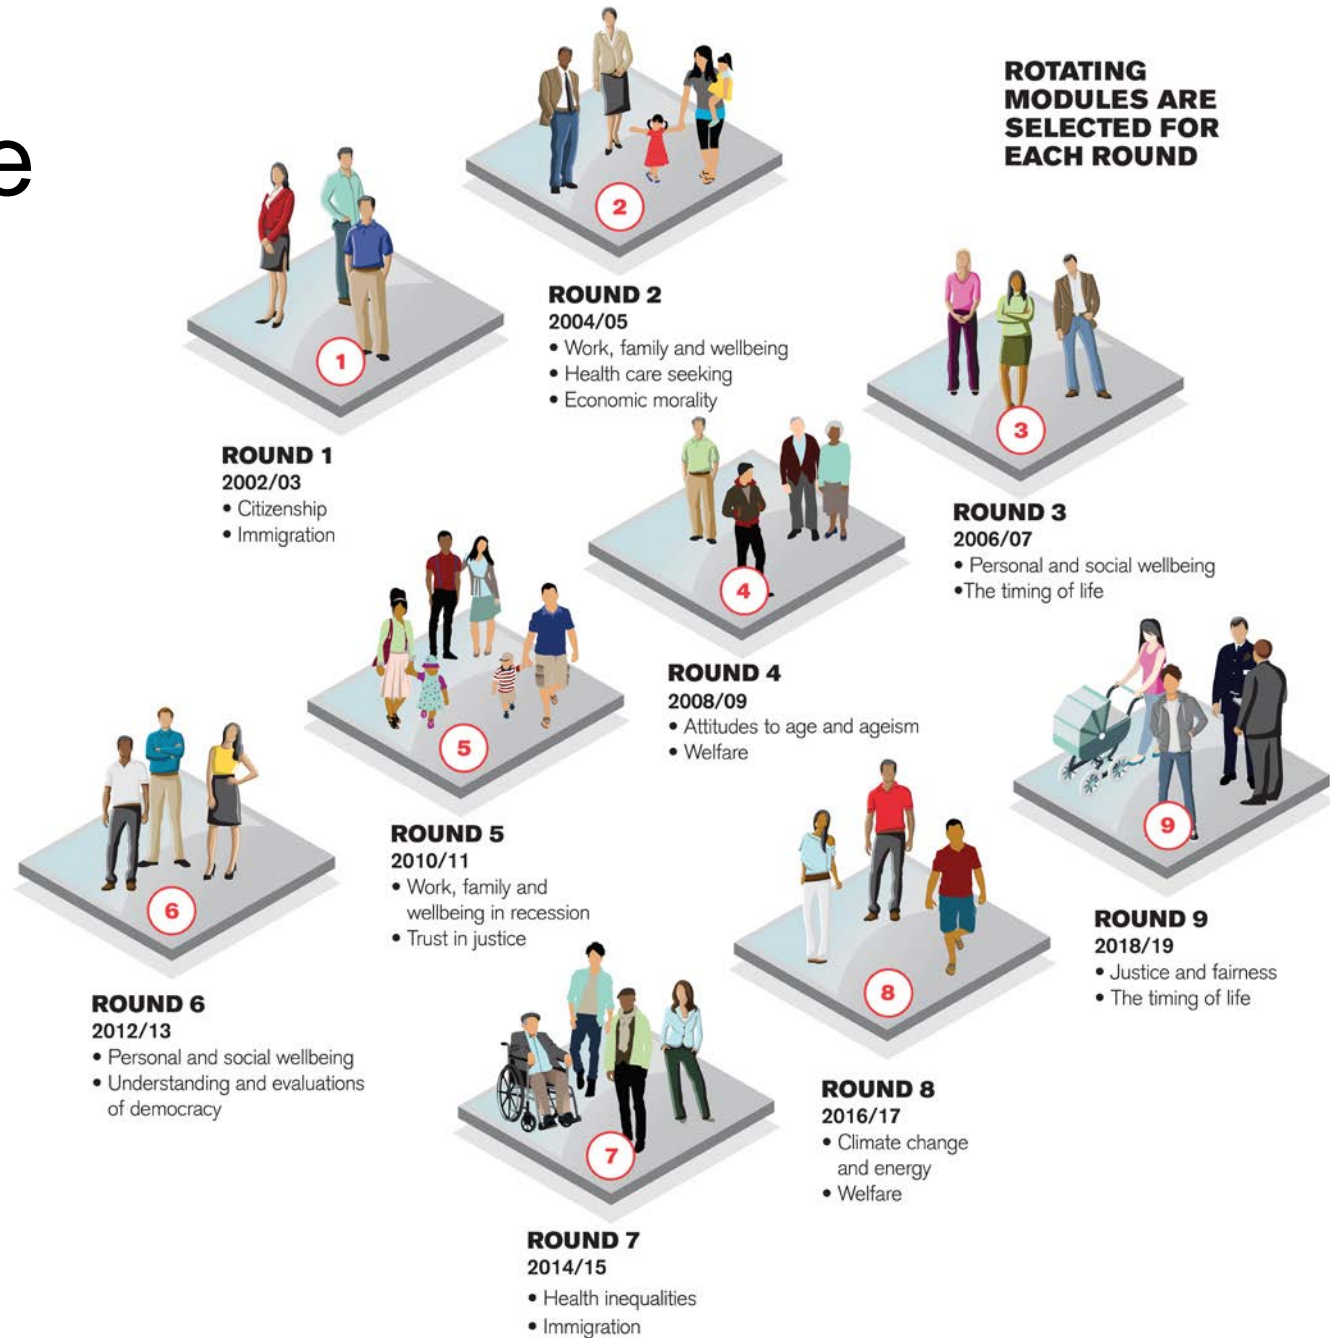 e
ROTATING
MODULES ARE
SELECTED FOR
EACH ROUND
1
ROUND 1
2002/03
• Citizenship
• Immigration
2
ROUND 2
2004/05
• Work, family and wellbeing
• Health care seeking
• Economic morality
3
ROUND 3
2006/07
• Personal and social wellbeing
•The timing of life
4
ROUND 4
2008/09
• Attitudes to age and ageism
• Welfare
5
ROUND 5
2010/11
• Work, family and
wellbeing in recession
• Trust in justice
6
ROUND 6
2012/13
• Personal and social wellbeing
• Understanding and evaluations
of democracy
7
ROUND 7
2014/15
• Health inequalities
• Immigration
8
ROUND 8
2016/17
• Climate change
and energy
• Welfare
9
ROUND 9
2018/19
• Justice and fairness
• The timing of life